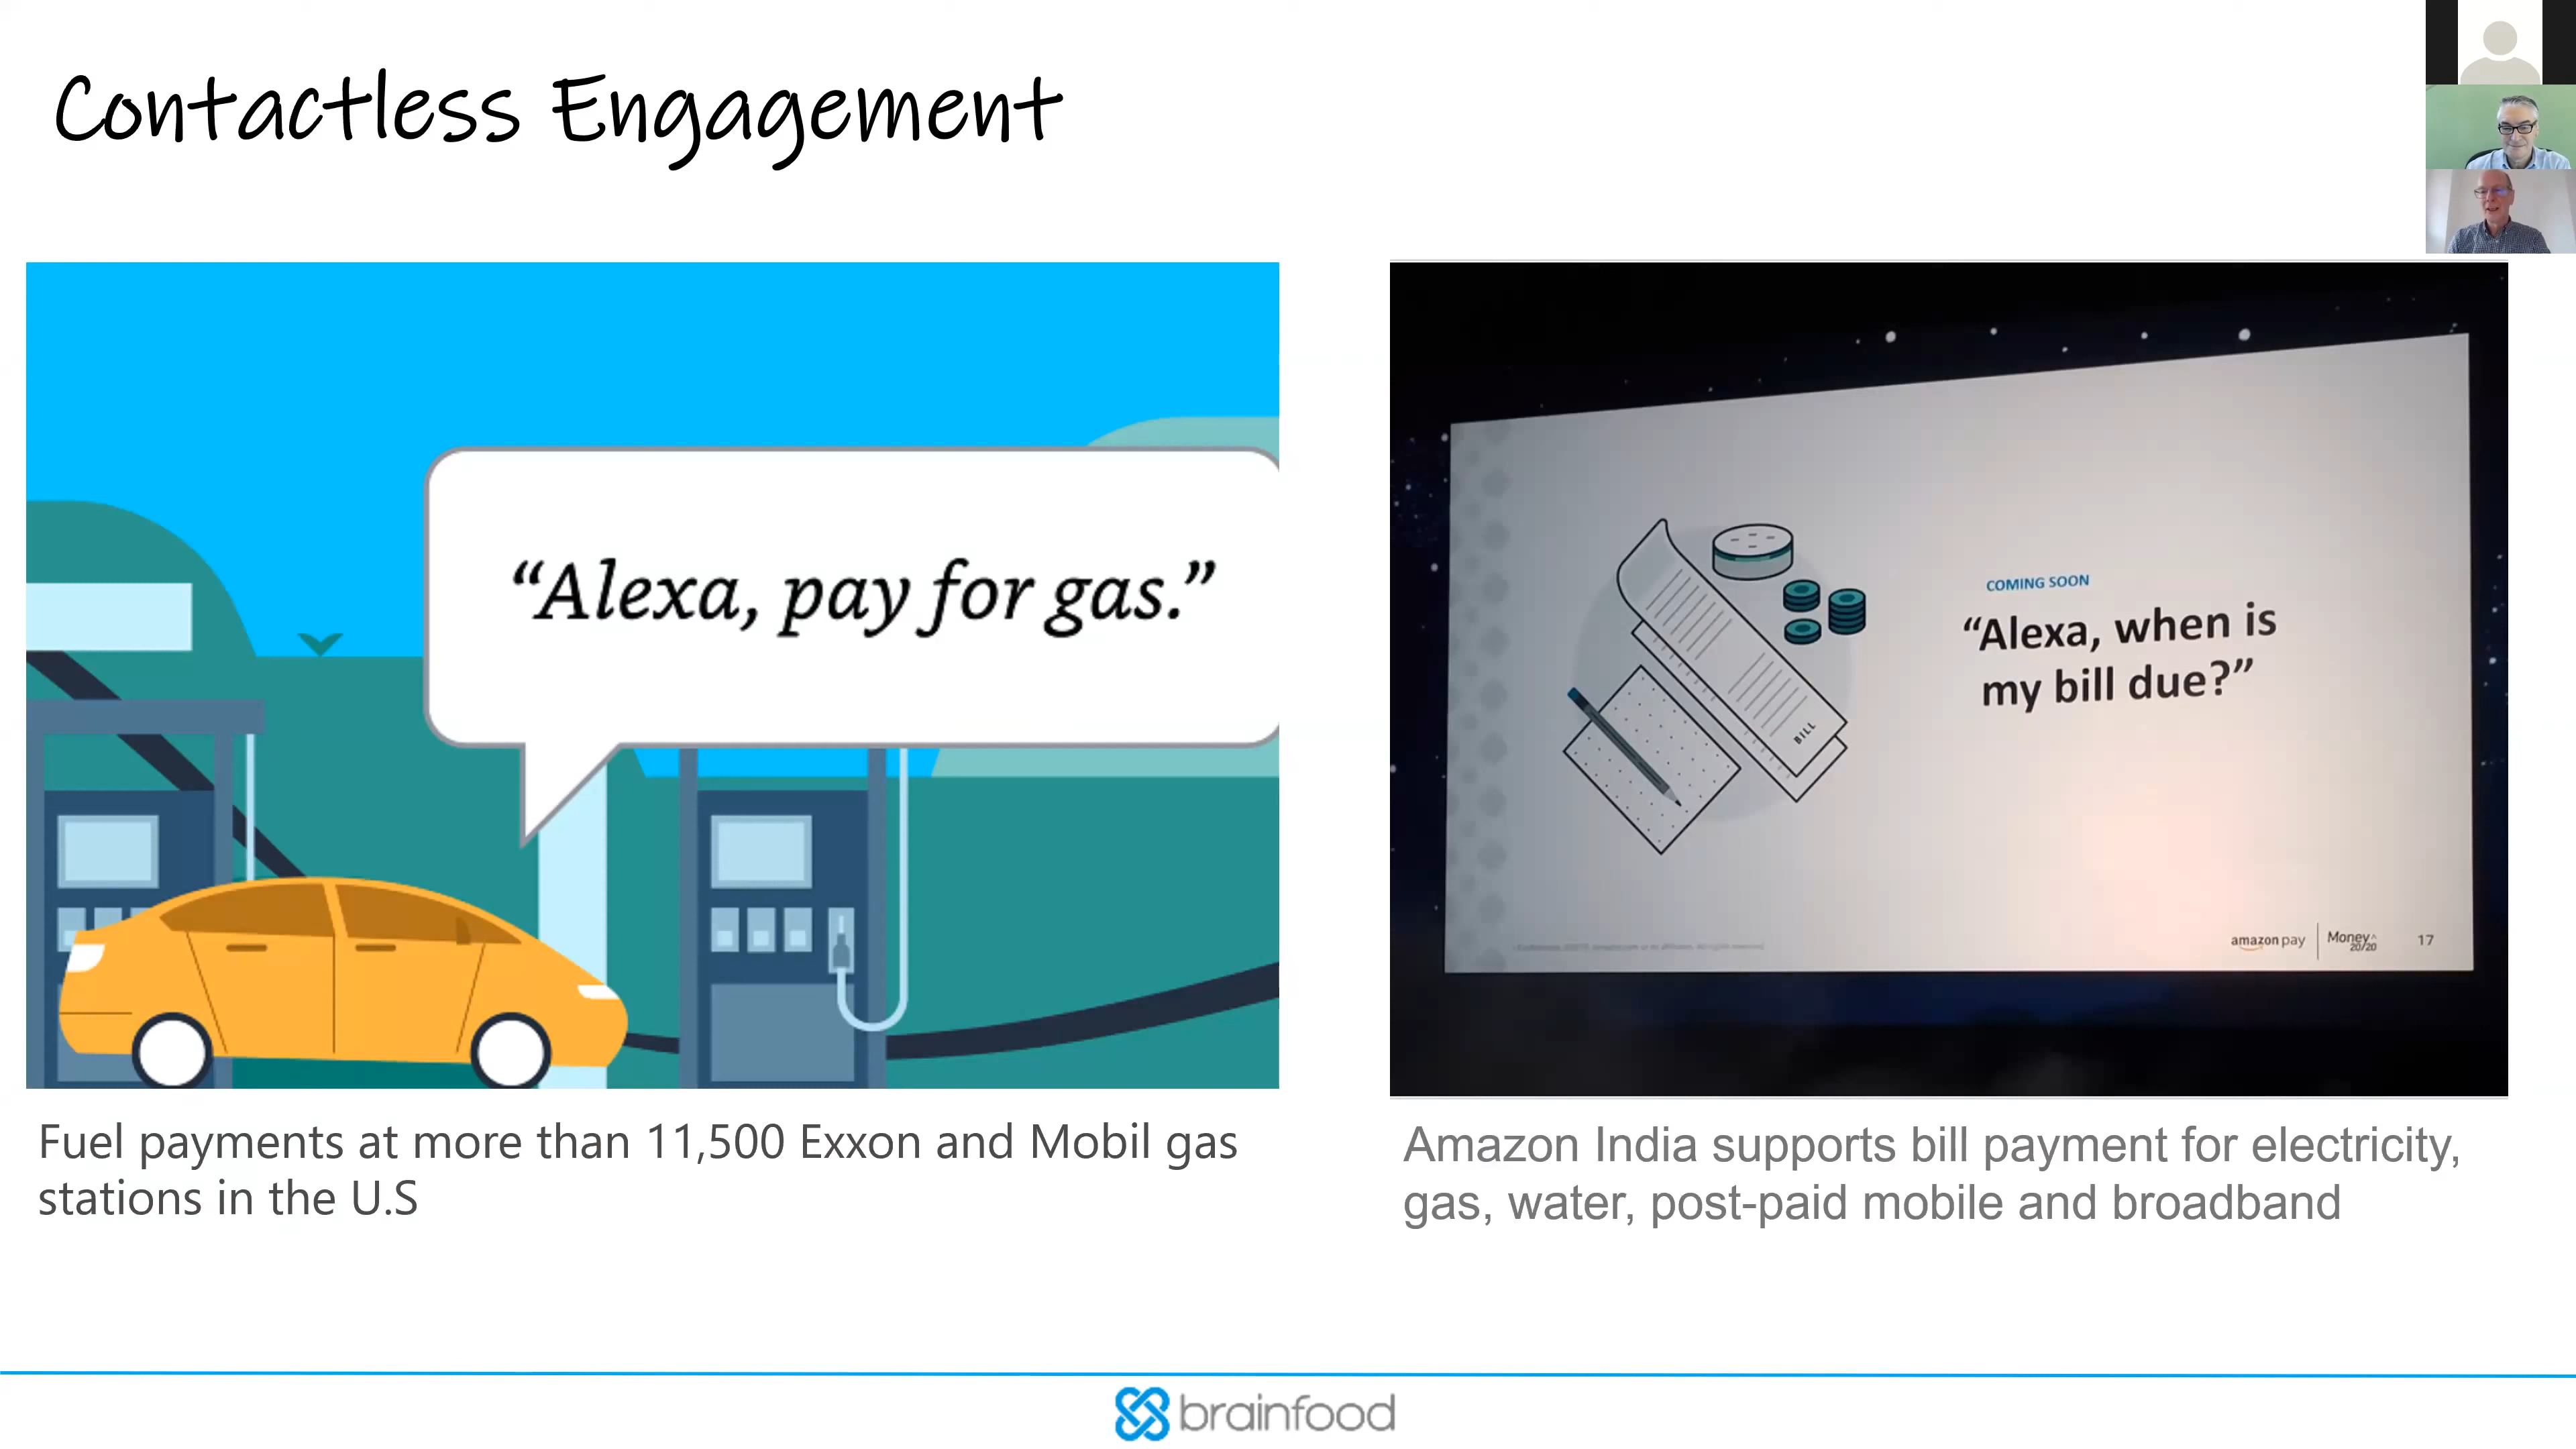 Contactless Engagement
“Alexa, pay for gas.”
Fuel payments at more than 11,500 Exxon and Mobil gas
stations in the U.S
COMING SOON
“Alexa, when is
my bill due?”
BILL
amazon pay
Money
20/20
17
Amazon India supports bill payment for electricity,
gas, water, post-paid mobile and broadband
brainfood